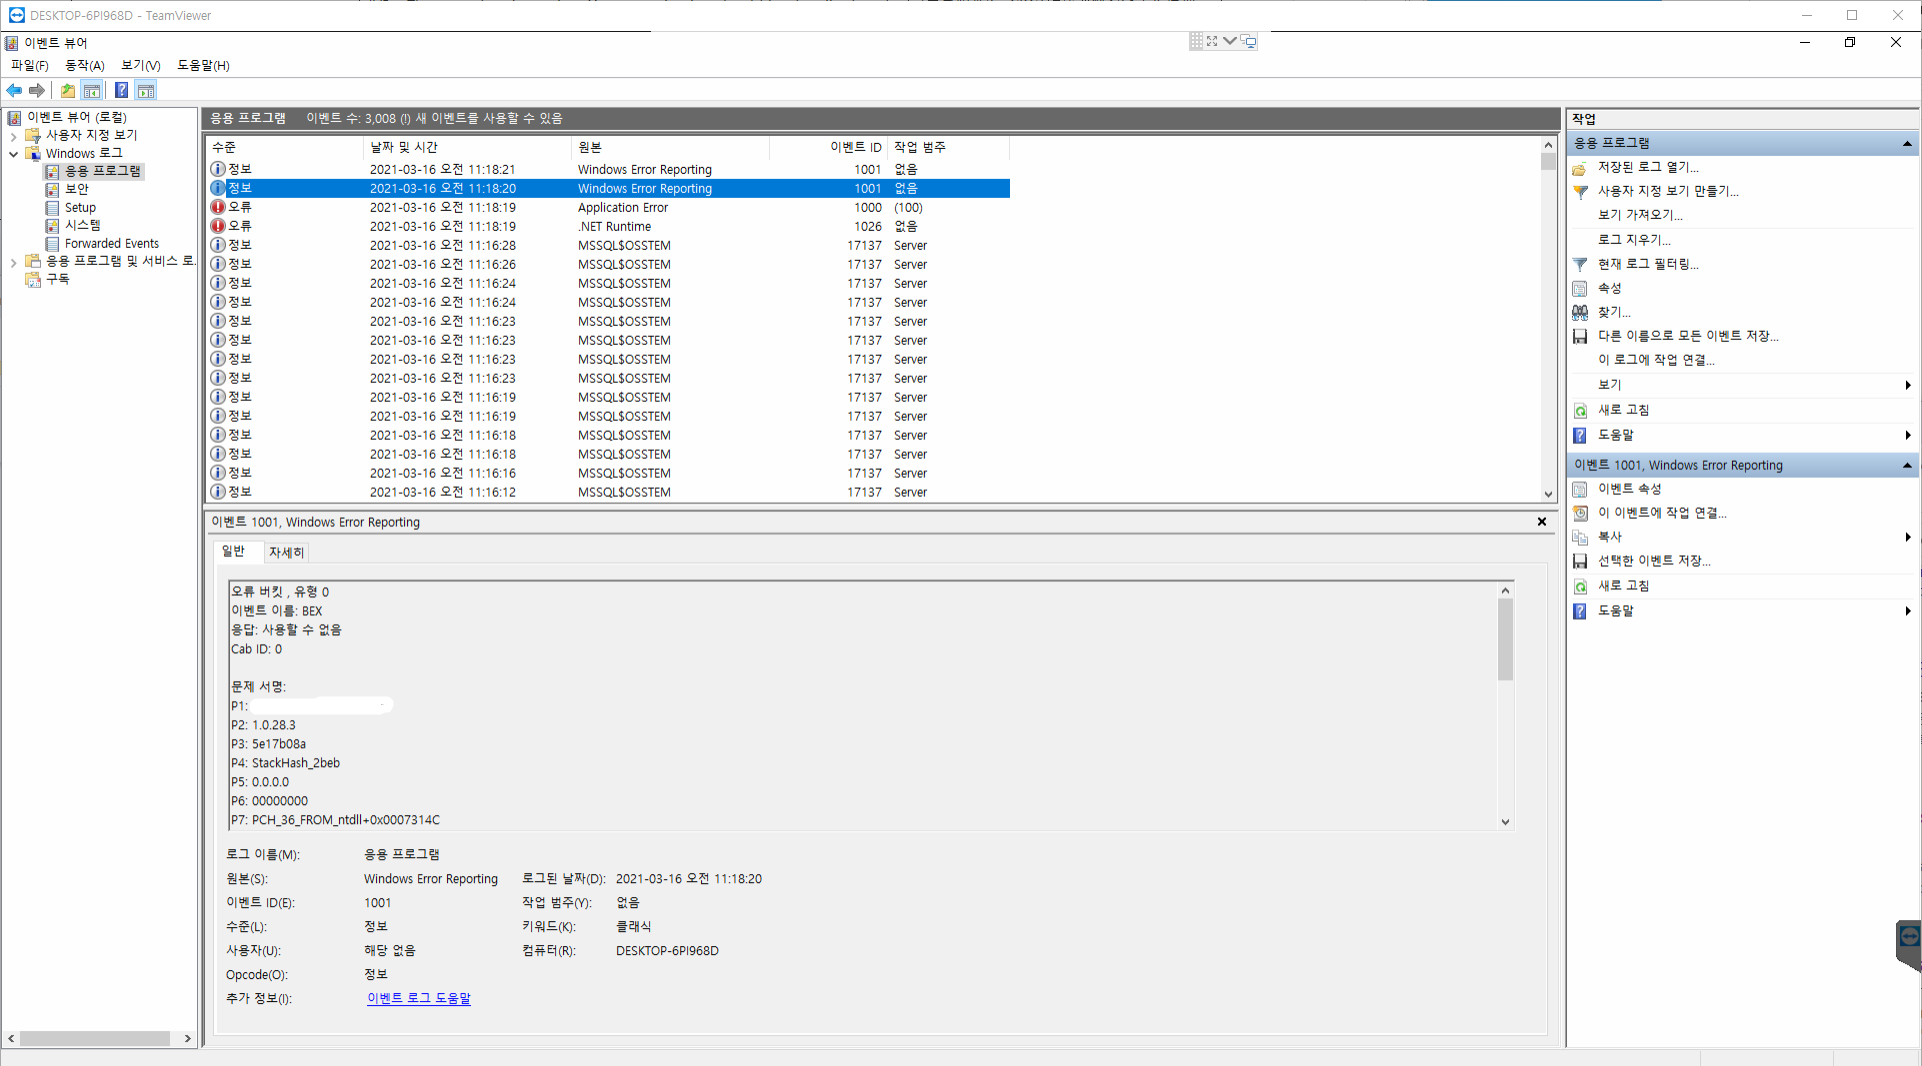 DESKTOP-6PI968D - TeamViewer
이벤트 뷰어
파일(F) 동작(A) 보기(V) 도움말(H)
이벤트 뷰어 (로컬)
사용자 지정 보기
Windows 로그
응용 프로그램
보안
Setup
시스템
Forwarded Events
응용 프로그램 및 서비스 로
구독
응용 프로그램 이벤트 수: 3,008 (!) 새 이벤트를 사용할 수 있음
수준 날짜 및 시간 원본 이벤트 ID 작업 범주
정보 2021-03-16 오전 11:18:21 Windows Error Reporting 1001 없음
정보 2021-03-16 오전 11:18:20 Windows Error Reporting 1001 없음
오류 2021-03-16 오전 11:18:19 Application Error 1000 (100)
오류 2021-03-16 오전 11:18:19 .NET Runtime 1026 없음
정보 2021-03-16 오전 11:16:28 MSSQL$OSSTEM 17137 Server
정보 2021-03-16 오전 11:16:26 MSSQL$OSSTEM 17137 Server
정보 2021-03-16 오전 11:16:24 MSSQL$OSSTEM 17137 Server
정보 2021-03-16 오전 11:16:24 MSSQL$OSSTEM 17137 Server
정보 2021-03-16 오전 11:16:23 MSSQL$OSSTEM 17137 Server
정보 2021-03-16 오전 11:16:23 MSSQL$OSSTEM 17137 Server
정보 2021-03-16 오전 11:16:23 MSSQL$OSSTEM 17137 Server
정보 2021-03-16 오전 11:16:23 MSSQL$OSSTEM 17137 Server
정보 2021-03-16 오전 11:16:19 MSSQL$OSSTEM 17137 Server
정보 2021-03-16 오전 11:16:19 MSSQL$OSSTEM 17137 Server
정보 2021-03-16 오전 11:16:18 MSSQL$OSSTEM 17137 Server
정보 2021-03-16 오전 11:16:18 MSSQL$OSSTEM 17137 Server
정보 2021-03-16 오전 11:16:16 MSSQL$OSSTEM 17137 Server
정보 2021-03-16 오전 11:16:12 MSSQL$OSSTEM 17137 Server
이벤트 1001, Windows Error Reporting
일반 자세히
오류 버킷 , 유형 0
이벤트 이름: BEX
응답: 사용할 수 없음
Cab ID: 0
문제 서명:
P1:
P2: 1.0.28.3
P3: 5e17b08a
P4: StackHash_2beb
P5: 0.0.0.0
P6: 00000000
P7: PCH_36_FROM_ntdll+0x0007314C
로그 이름(M): 응용 프로그램
원본(S): Windows Error Reporting 로그된 날짜(D): 2021-03-16 오전 11:18:20
이벤트 ID(E): 1001 작업 범주(Y): 없음
수준(L): 정보 키워드(K): 클래식
사용자(U): 해당 없음 컴퓨터(R): DESKTOP-6PI968D
Opcode(O): 정보
추가 정보(I): 이벤트 로그 도움말
작업
응용 프로그램
저장된 로그 열기...
사용자 지정 보기 만들기...
보기 가져오기...
로그 지우기...
현재 로그 필터링...
속성
찾기...
다른 이름으로 모든 이벤트 저장...
이 로그에 작업 연결...
보기
새로 고침
도움말
이벤트 1001, Windows Error Reporting
이벤트 속성
이 이벤트에 작업 연결...
복사
선택한 이벤트 저장...
새로 고침
도움말